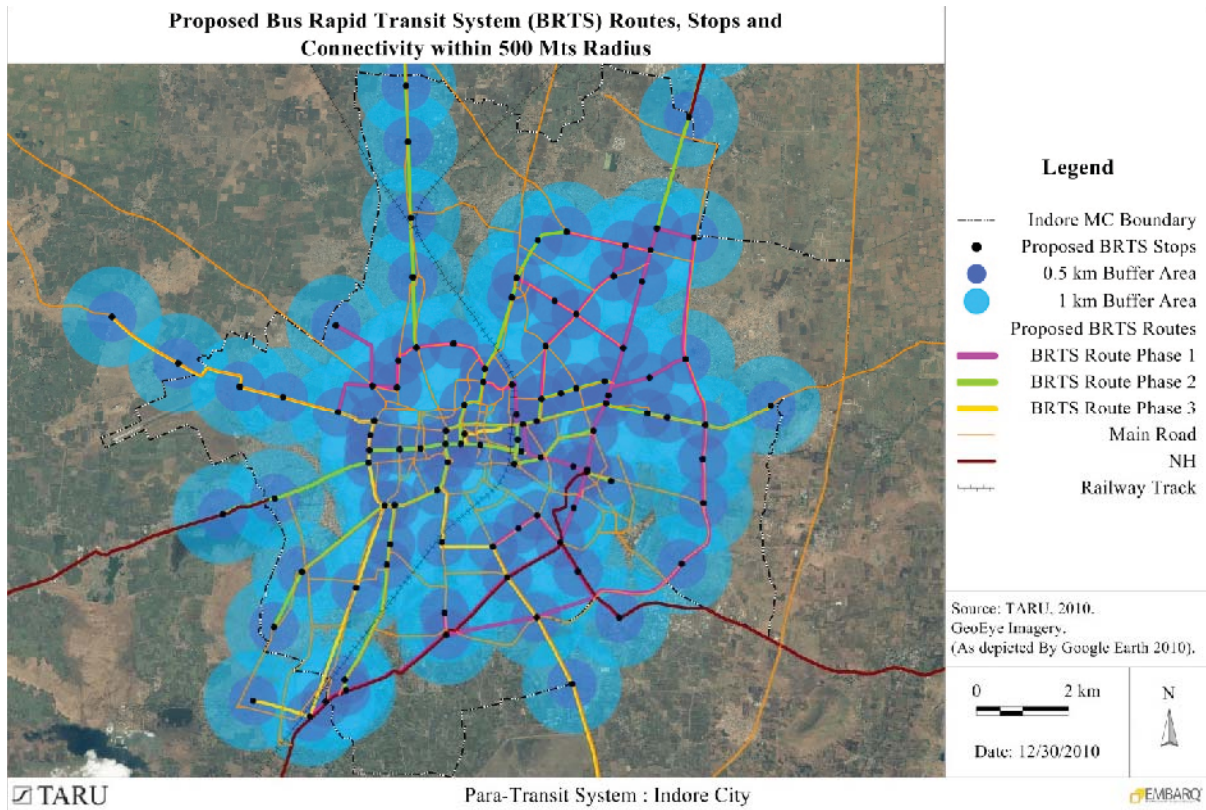 Proposed Bus Rapid Transit System (BRTS) Routes, Stops and
Connectivity within 500 Mts Radius
Legend
Indore MC Boundary
Proposed BRTS Stops
0.5 km Buffer Area
1 km Buffer Area
Proposed BRTS Routes
BRTS Route Phase 1
BRTS Route Phase 2
BRTS Route Phase 3
Main Road
NH
Railway Track
Source: TARU, 2010.
GeoEye Imagery.
(As depicted By Google Earth 2010).
0 2 km
N
Date: 12/30/2010
TARU
Para-Transit System : Indore City
EMBARQ